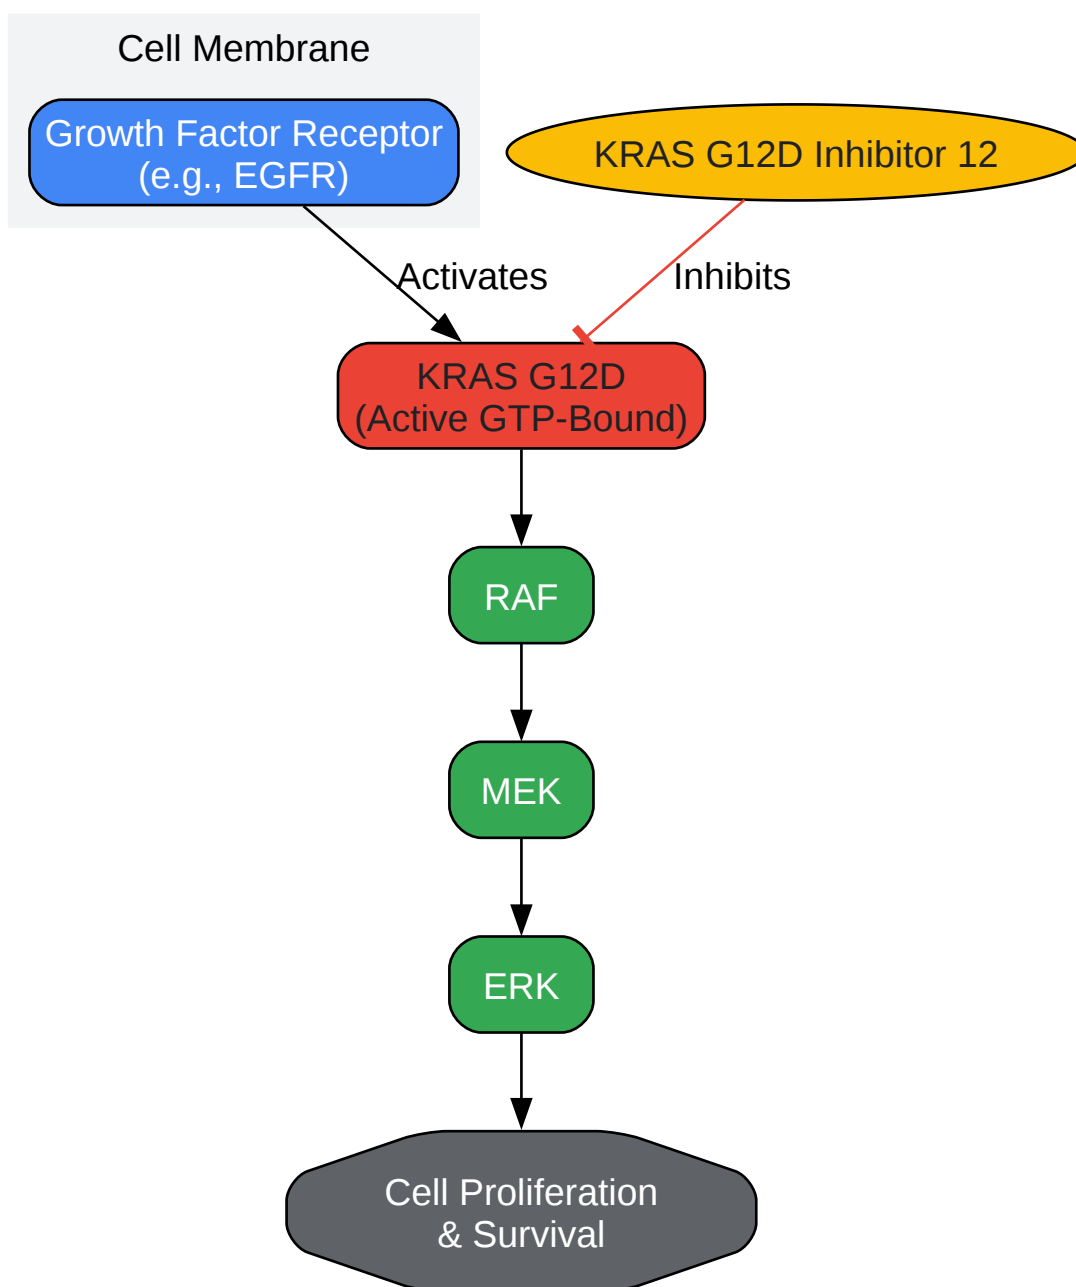 Cell Membrane
Growth Factor Receptor
(e.g., EGFR)
KRAS G12D Inhibitor 12
Activates
Inhibits
KRAS G12D
(Active GTP-Bound)
RAF
MEK
ERK
Cell Proliferation
& Survival